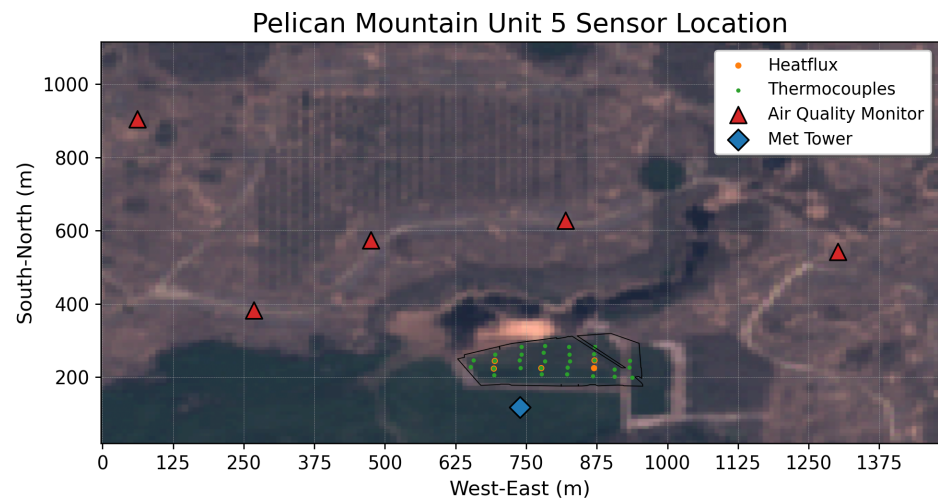 Pelican Mountain Unit 5 Sensor Location
Heatflux
Thermocouples
Air Quality Monitor
Met Tower
South-North (m)
1000
800
600
400
200
0 125 250 375 500 625 750 875 1000 1125 1250 1375
West-East (m)